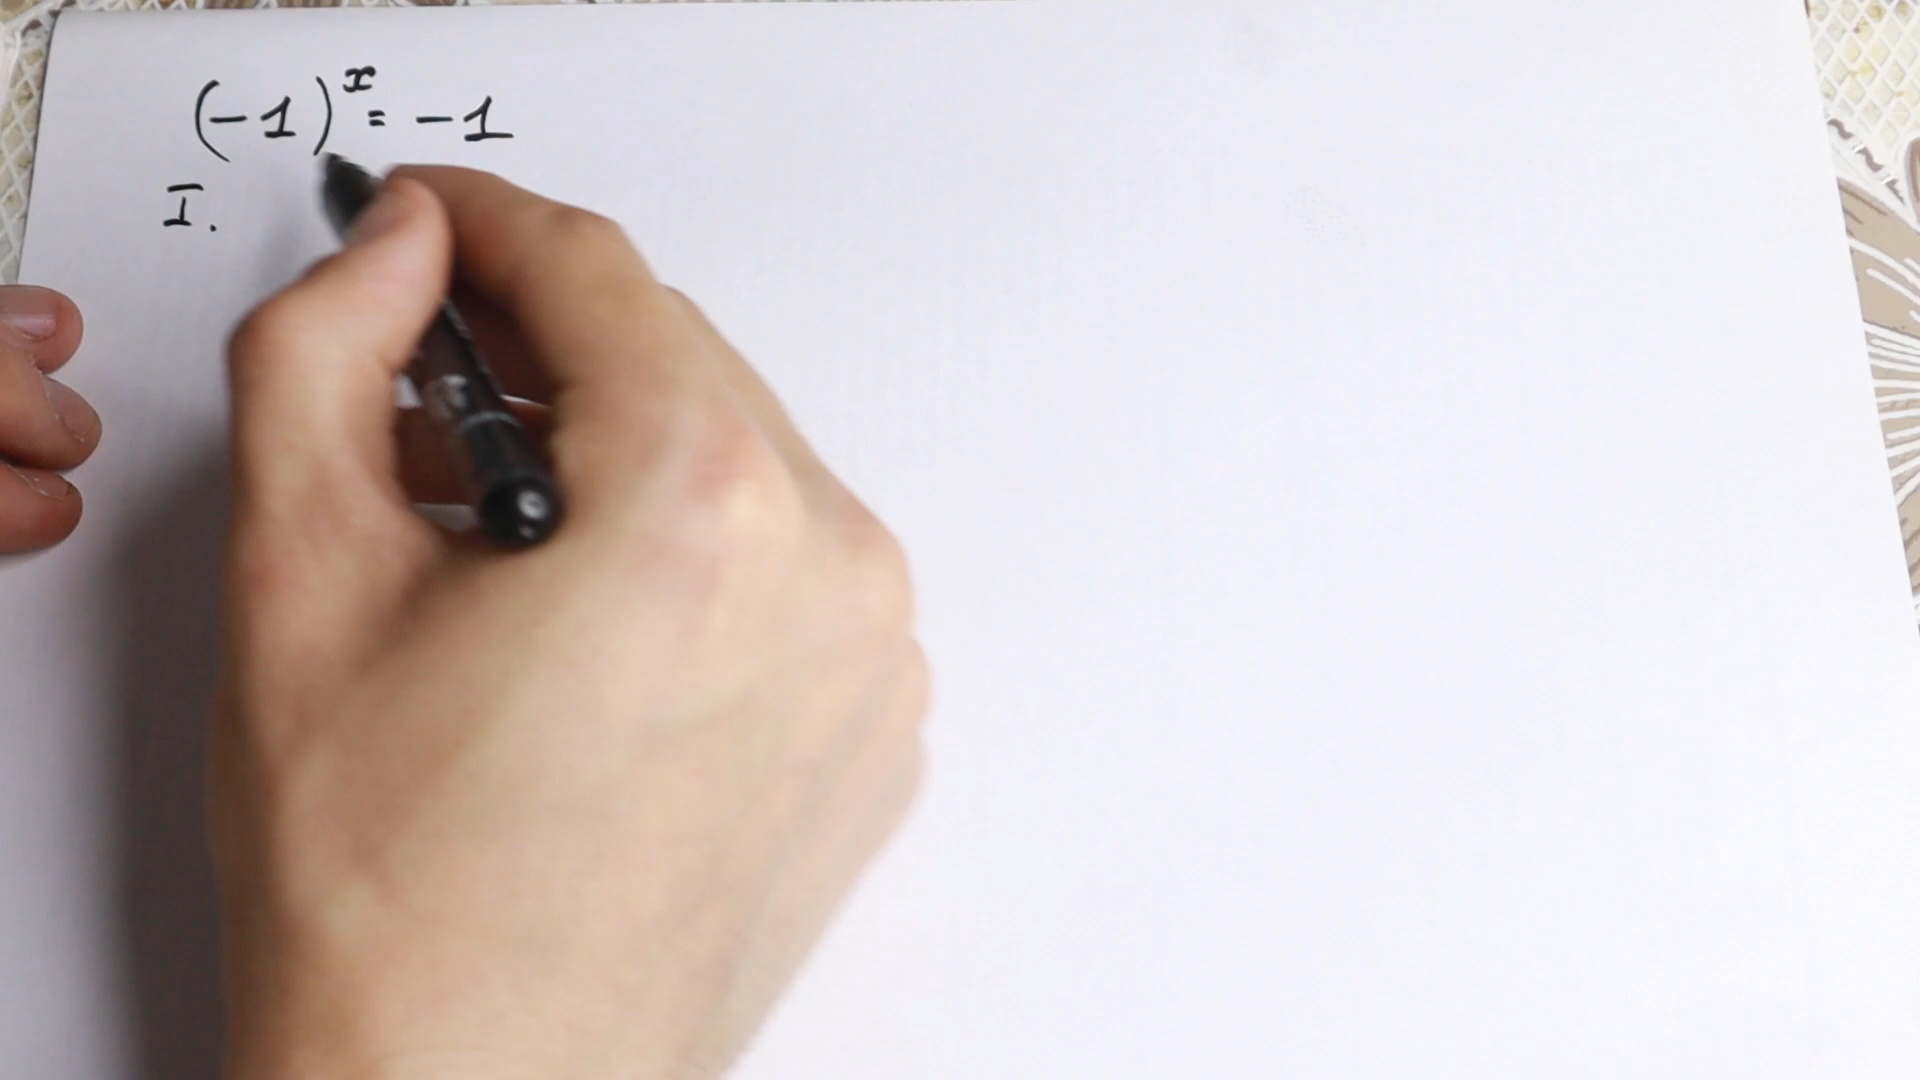 (-1)ˣ = -1
I.